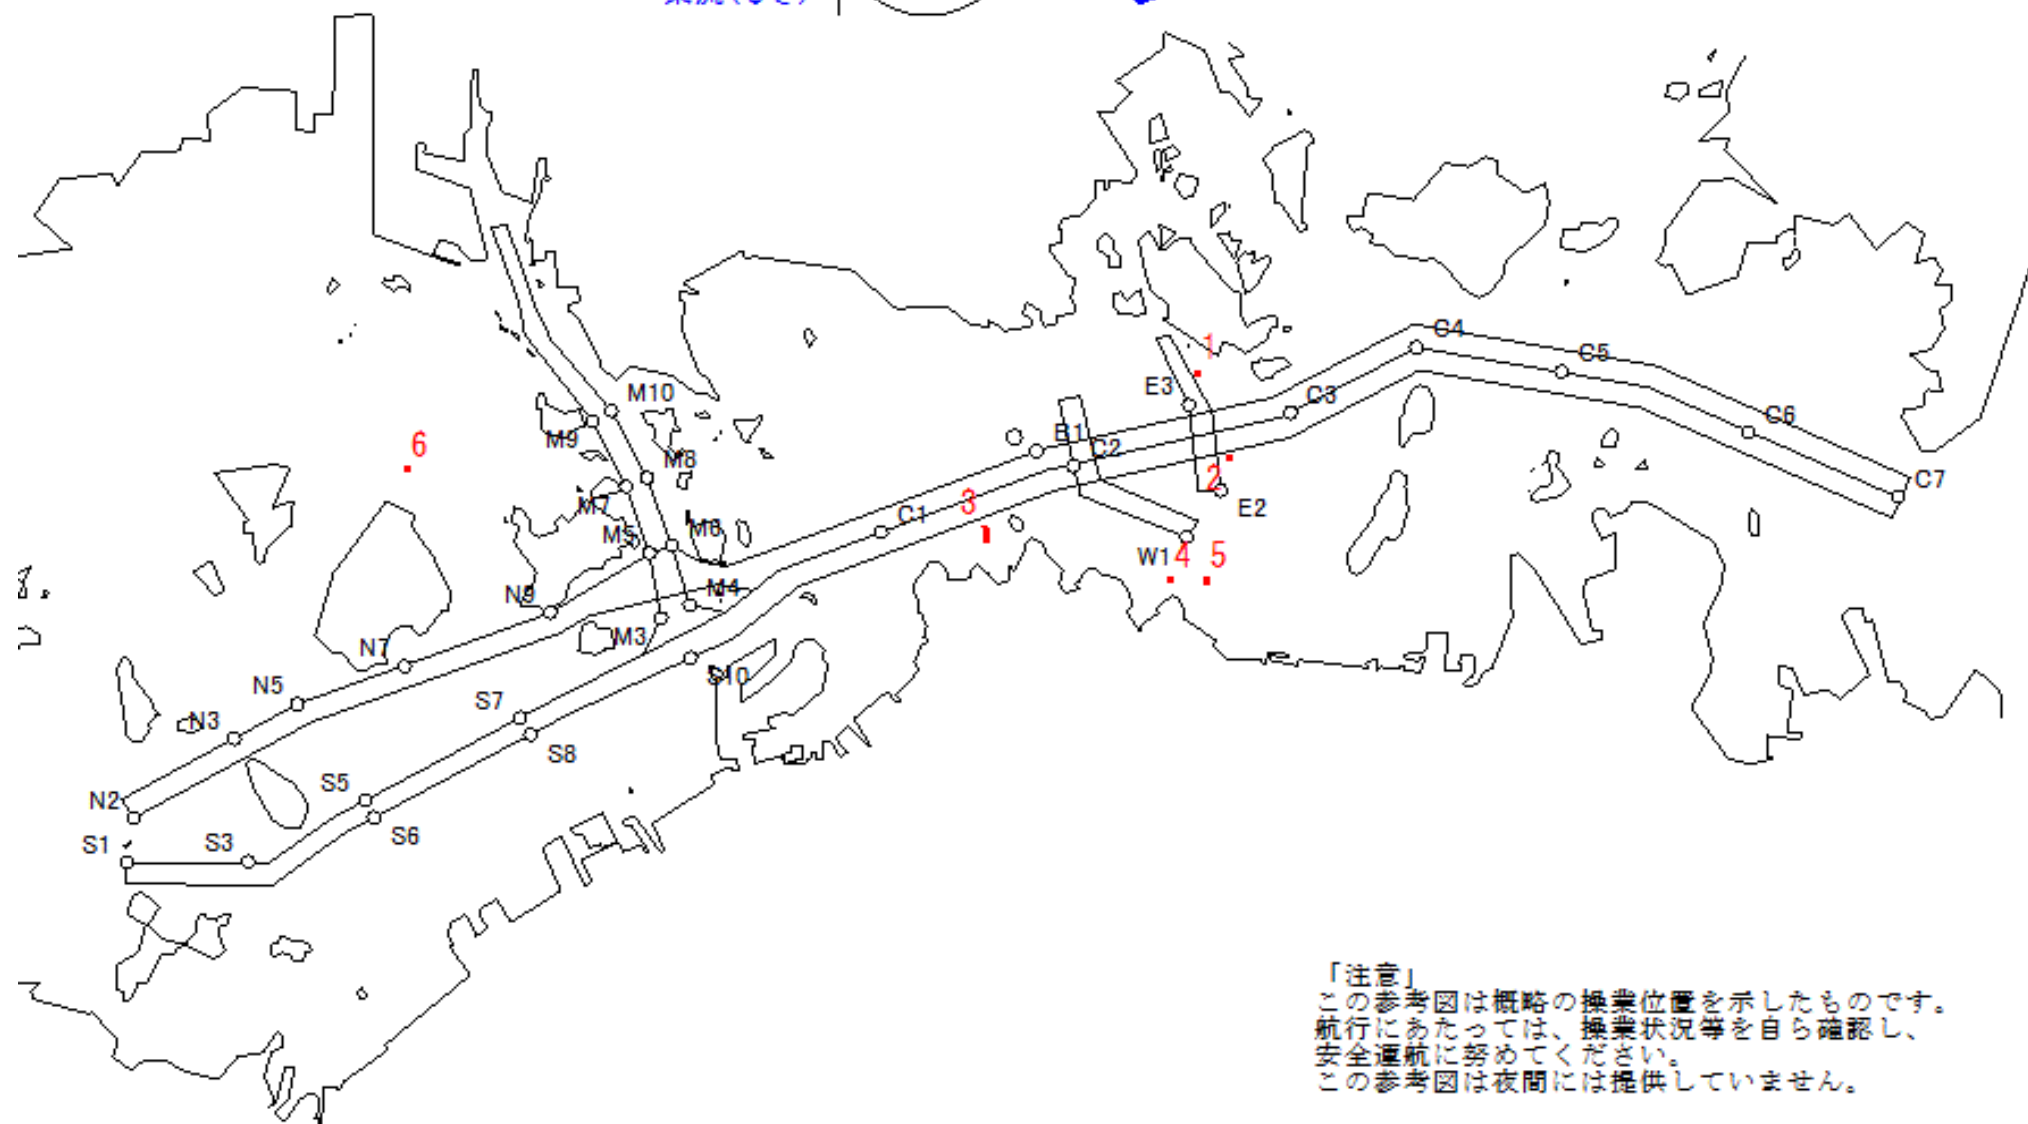 1
C4
C5
E3
M10
C3
C6
B1
M9
C2
6
M8
2
C7
M7
3
E2
C1
M5
M6
W1
4
5
N9
M4
M3
N7
S10
N5
S7
N3
S8
S5
N2
S6
S1
S3
「注意」
この参考図は概略の操業位置を示したものです。
航行にあたっては、操業状況等を自ら確認し、
安全運航に努めてください。
この参考図は夜間には提供していません。